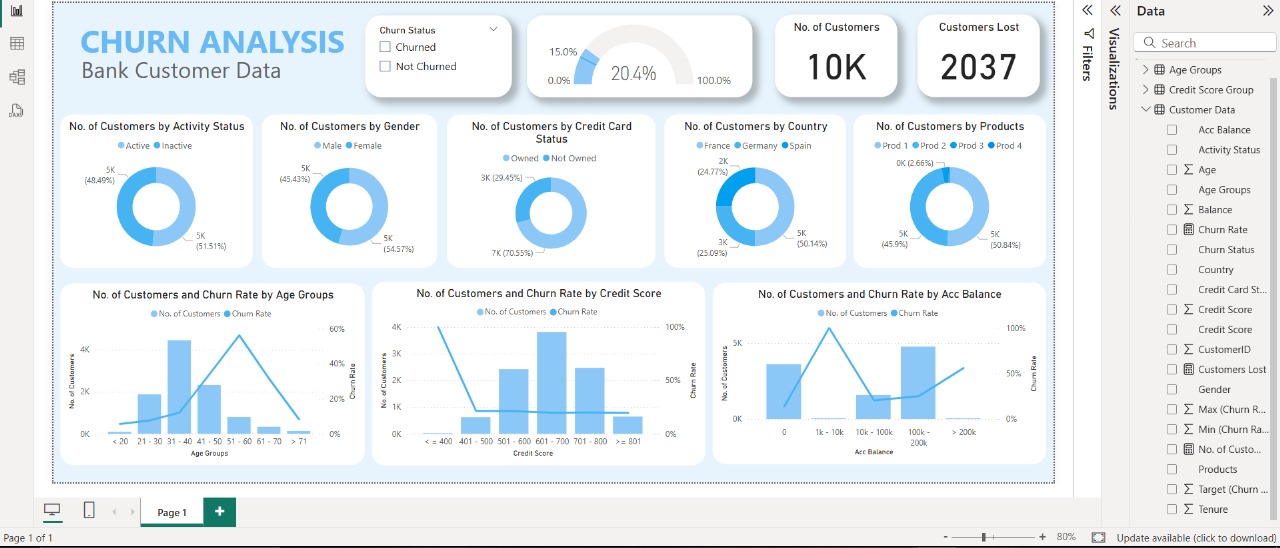 CHURN ANALYSIS
Bank Customer Data
Churn Status
Churned
Not Churned
15.0%
0.0%
20.4%
100.0%
No. of Customers
10K
Customers Lost
2037
No. of Customers by Activity Status
Active Inactive
5K
(48.49%)
5K
(51.51%)
No. of Customers by Gender
Male Female
5K
(45.43%)
5K
(54.57%)
No. of Customers by Credit Card
Status
Owned Not Owned
3K (29.45%)
7K (70.55%)
No. of Customers by Country
France Germany Spain
2K
(24.77%)
3K
(25.09%)
5K
(50.14%)
No. of Customers by Products
Prod 1 Prod 2 Prod 3 Prod 4
0K (2.66%)
5K
(45.9%)
5K
(50.84%)
No. of Customers and Churn Rate by Age Groups
No. of Customers Churn Rate
No. of Customers
4K
2K
0K
60%
40%
20%
0%
Churn Rate
< 20 21 - 30 31 - 40 41 - 50 51 - 60 61 - 70 > 71
Age Groups
No. of Customers and Churn Rate by Credit Score
No. of Customers Churn Rate
No. of Customers
4K
3K
2K
1K
0K
100%
50%
0%
Churn Rate
< = 400 401 - 500 501 - 600 601 - 700 701 - 800 >= 801
Credit Score
No. of Customers and Churn Rate by Acc Balance
No. of Customers Churn Rate
No. of Customers
5K
0K
100%
50%
0%
Churn Rate
0 1k - 10k 10k - 100k 100k - 200k > 200k
Acc Balance
Filters
Visualizations
Data
Search
Age Groups
Credit Score Group
Customer Data
Acc Balance
Activity Status
Age
Age Groups
Balance
Churn Rate
Churn Status
Country
Credit Card St...
Credit Score
Credit Score
CustomerID
Customers Lost
Gender
Max (Churn R...
Min (Churn Ra...
No. of Custo...
Products
Target (Churn ...
Tenure
Page 1
+
Page 1 of 1
- + 80%
Update available (click to download)